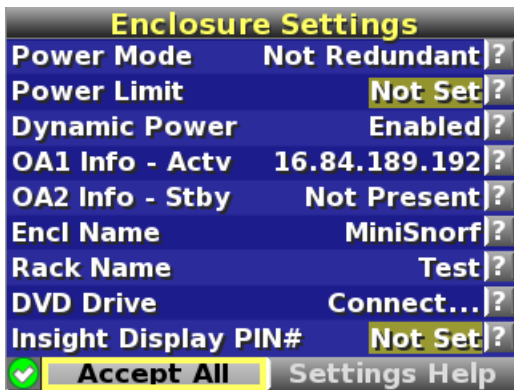 Enclosure Settings
Power Mode Not Redundant ?
Power Limit Not Set ?
Dynamic Power Enabled ?
OA1 Info - Actv 16.84.189.192 ?
OA2 Info - Stby Not Present ?
Encl Name MiniSnorf ?
Rack Name Test ?
DVD Drive Connect... ?
Insight Display PIN# Not Set ?
Accept All Settings Help